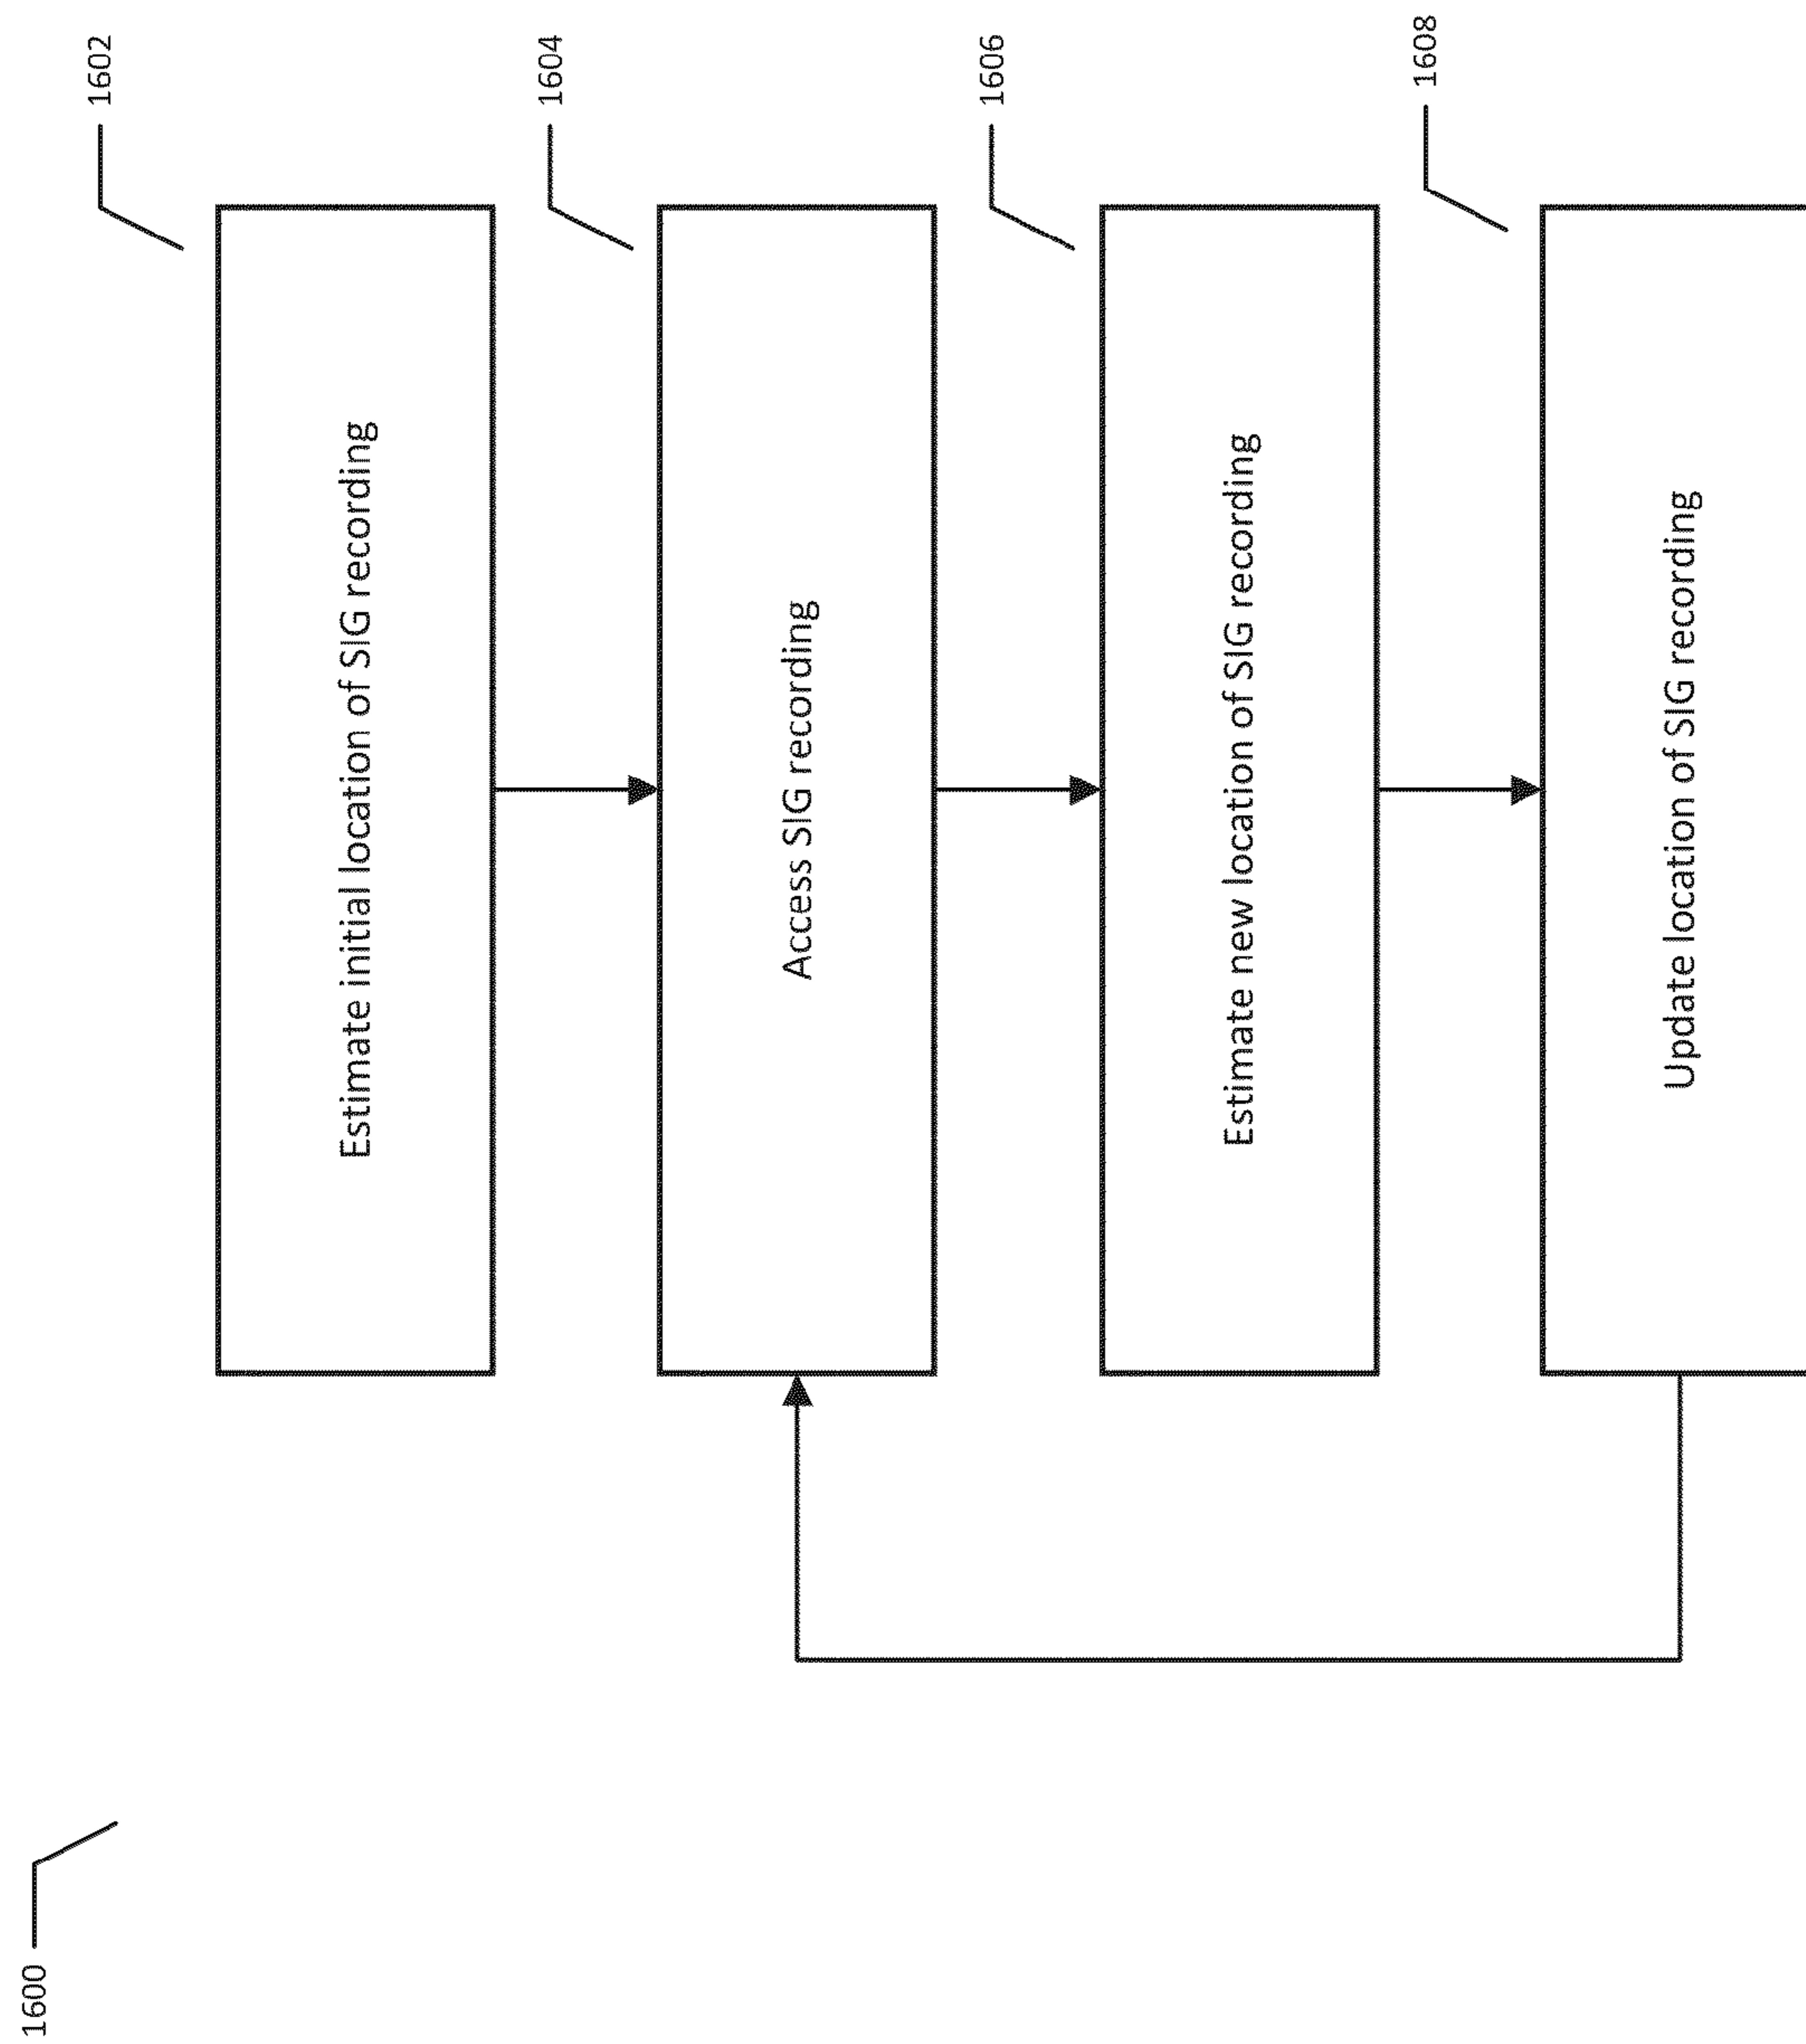 1600
1602
Estimate initial location of SIG recording
1604
Access SIG recording
1606
Estimate new location of SIG recording
1608
Update location of SIG recording